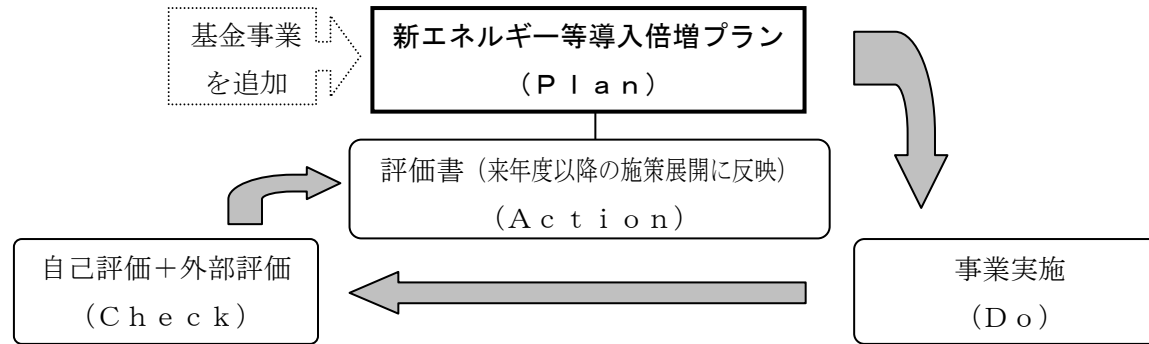 基金事業
を追加
新エネルギー等導入倍増プラン
（Ｐｌａｎ）
評価書（来年度以降の施策展開に反映）
（Ａｃｔｉｏｎ）
自己評価＋外部評価
（Ｃｈｅｃｋ）
事業実施
（Ｄｏ）